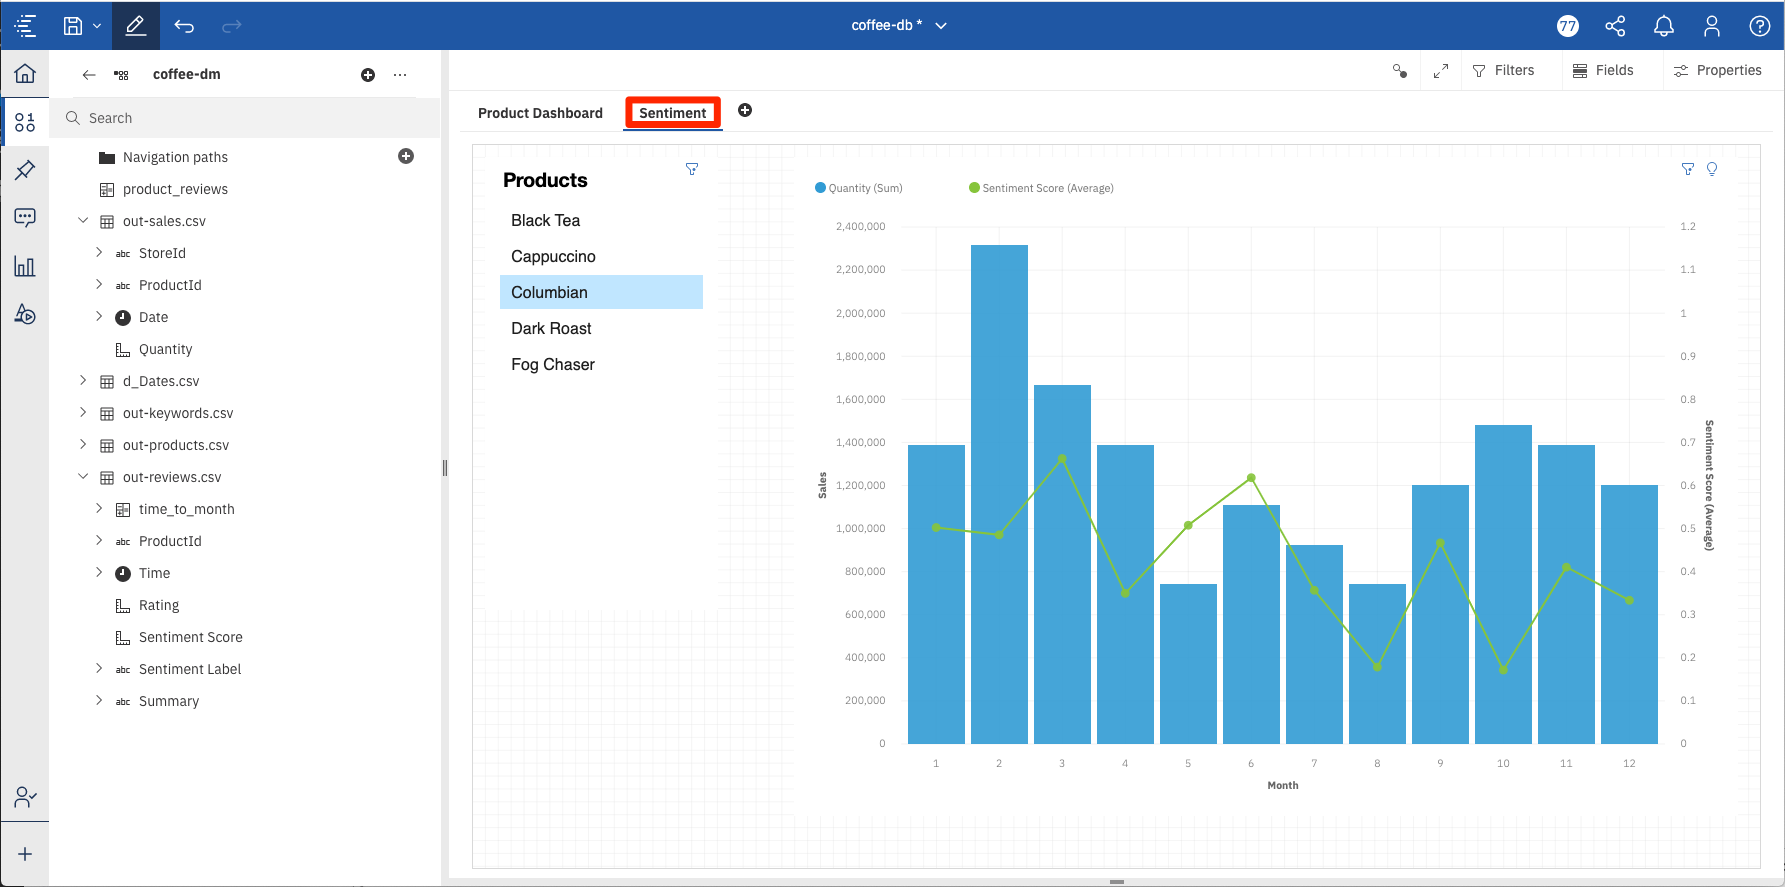 coffee-db *
77
coffee-dm
Search
Navigation paths
product_reviews
out-sales.csv
abc StoreId
abc ProductId
Date
Quantity
d_Dates.csv
out-keywords.csv
out-products.csv
out-reviews.csv
time_to_month
abc ProductId
Time
Rating
Sentiment Score
abc Sentiment Label
abc Summary
Filters
Fields
Properties
Product Dashboard
Sentiment
Products
Black Tea
Cappuccino
Columbian
Dark Roast
Fog Chaser
Quantity (Sum)
Sentiment Score (Average)
Sales
2,400,000
2,200,000
2,000,000
1,800,000
1,600,000
1,400,000
1,200,000
1,000,000
800,000
600,000
400,000
200,000
0
1.2
1.1
1
0.9
0.8
0.7
0.6
0.5
0.4
0.3
0.2
0.1
0
Sentiment Score (Average)
1 2 3 4 5 6 7 8 9 10 11 12
Month